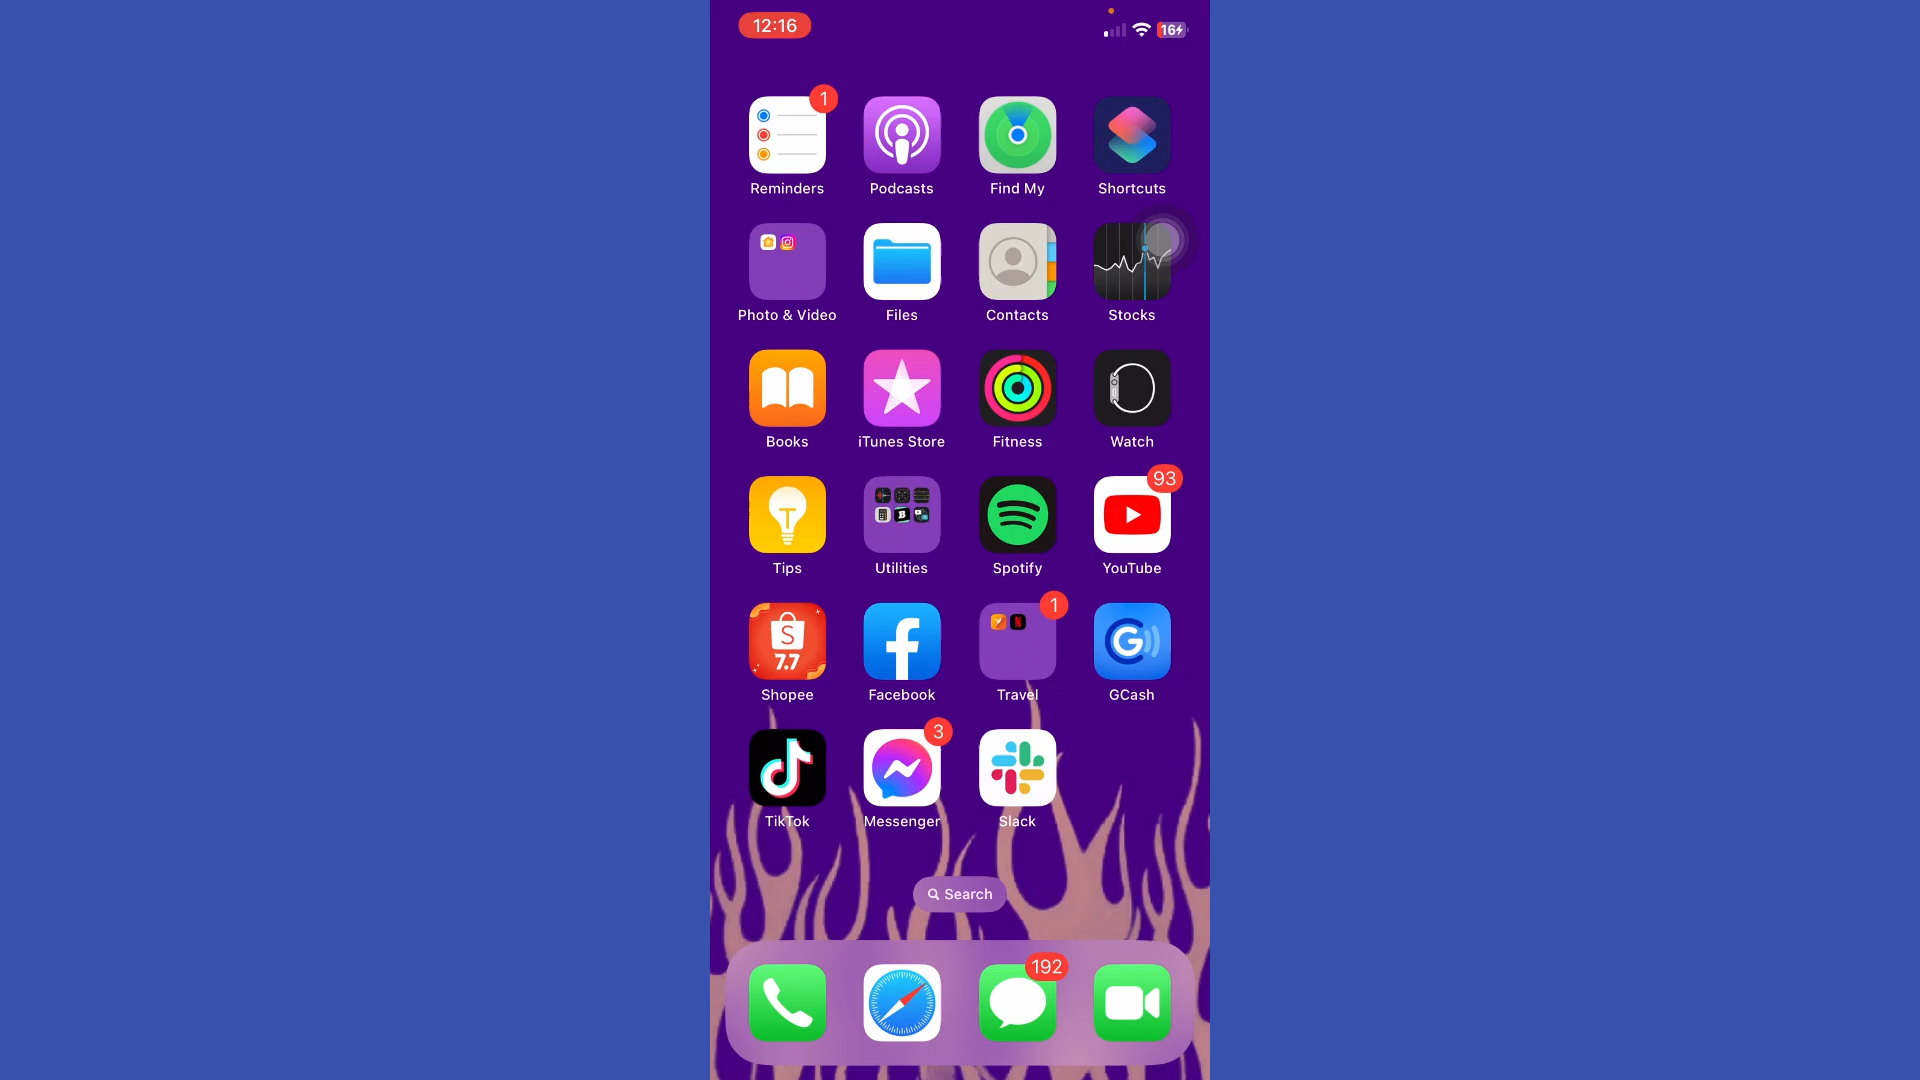 12:16
16
1
Reminders Podcasts Find My Shortcuts
Photo & Video Files Contacts Stocks
Books iTunes Store Fitness Watch
93
T
Tips Utilities Spotify YouTube
1
S
7.7
G
Shopee Facebook Travel GCash
3
TikTok Messenger Slack
Search
192